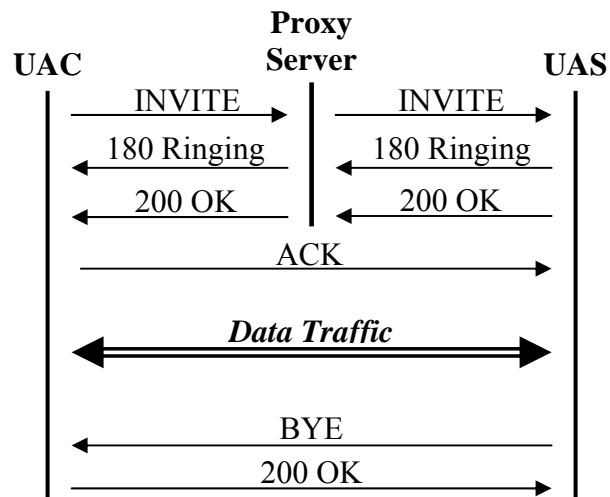 Proxy
Server
UAC
UAS
INVITE
INVITE
180 Ringing
180 Ringing
200 OK
200 OK
ACK
Data Traffic
BYE
200 OK